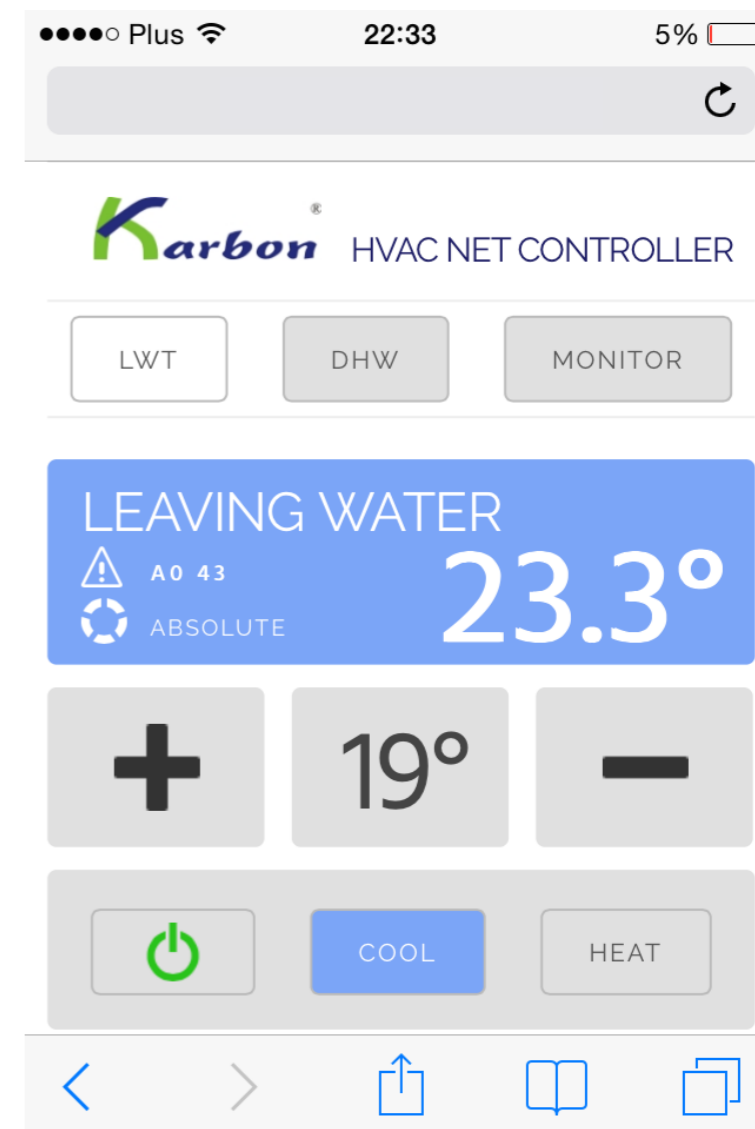 Plus 22:33 5%
Karbon® HVAC NET CONTROLLER
LWT DHW MONITOR
LEAVING WATER
A0 43
23.3°
ABSOLUTE
19°
COOL HEAT